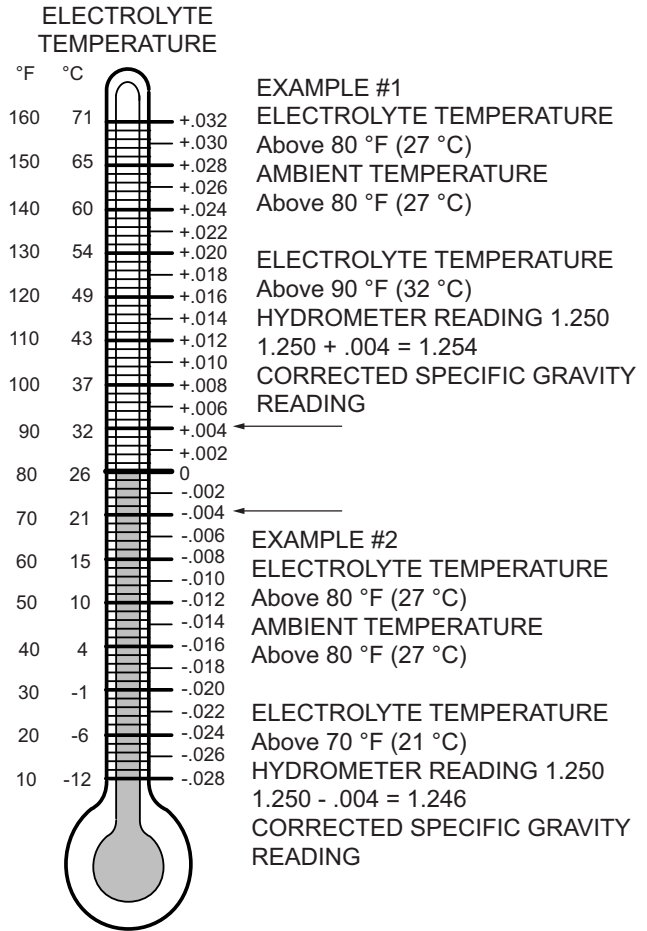 ELECTROLYTE
TEMPERATURE
°F °C
160 71 +.032
+.030
150 65 +.028
+.026
140 60 +.024
+.022
130 54 +.020
+.018
120 49 +.016
+.014
110 43 +.012
+.010
100 37 +.008
+.006
90 32 +.004
+.002
80 26 0
-.002
70 21 -.004
-.006
60 15 -.008
-.010
50 10 -.012
-.014
40 4 -.016
-.018
30 -1 -.020
-.022
20 -6 -.024
-.026
10 -12 -.028
EXAMPLE #1
ELECTROLYTE TEMPERATURE
Above 80 °F (27 °C)
AMBIENT TEMPERATURE
Above 80 °F (27 °C)
ELECTROLYTE TEMPERATURE
Above 90 °F (32 °C)
HYDROMETER READING 1.250
1.250 + .004 = 1.254
CORRECTED SPECIFIC GRAVITY
READING
EXAMPLE #2
ELECTROLYTE TEMPERATURE
Above 80 °F (27 °C)
AMBIENT TEMPERATURE
Above 80 °F (27 °C)
ELECTROLYTE TEMPERATURE
Above 70 °F (21 °C)
HYDROMETER READING 1.250
1.250 - .004 = 1.246
CORRECTED SPECIFIC GRAVITY
READING